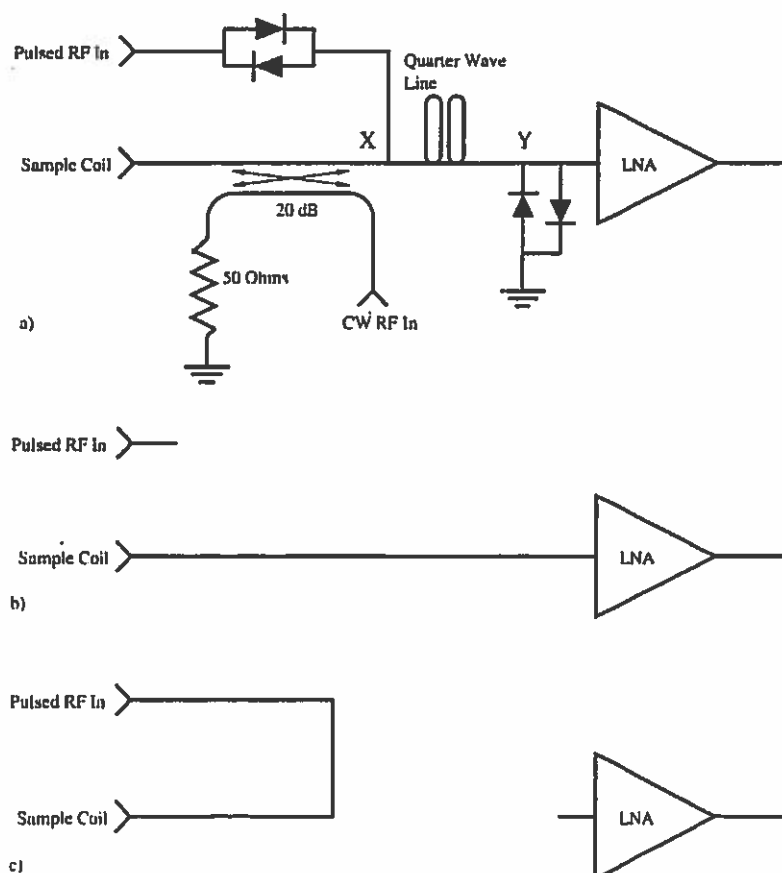 Pulsed RF In
Quarter Wave
Line
X
Y
Sample Coil
LNA
20 dB
50 Ohms
CW RF In
a)
Pulsed RF In
Sample Coil
LNA
b)
Pulsed RF In
Sample Coil
LNA
c)